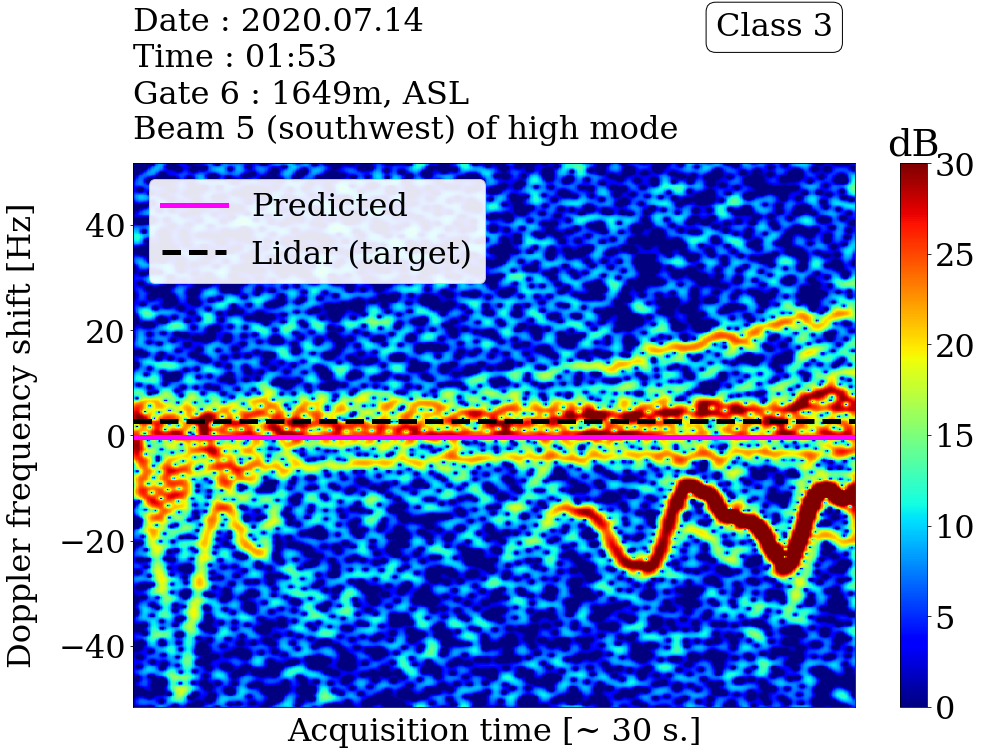 Date : 2020.07.14
Time : 01:53
Gate 6 : 1649m, ASL
Beam 5 (southwest) of high mode
Class 3
dB
Predicted
Lidar (target)
Doppler frequency shift [Hz]
40
20
0
−20
−40
30
25
20
15
10
5
0
Acquisition time [~ 30 s.]